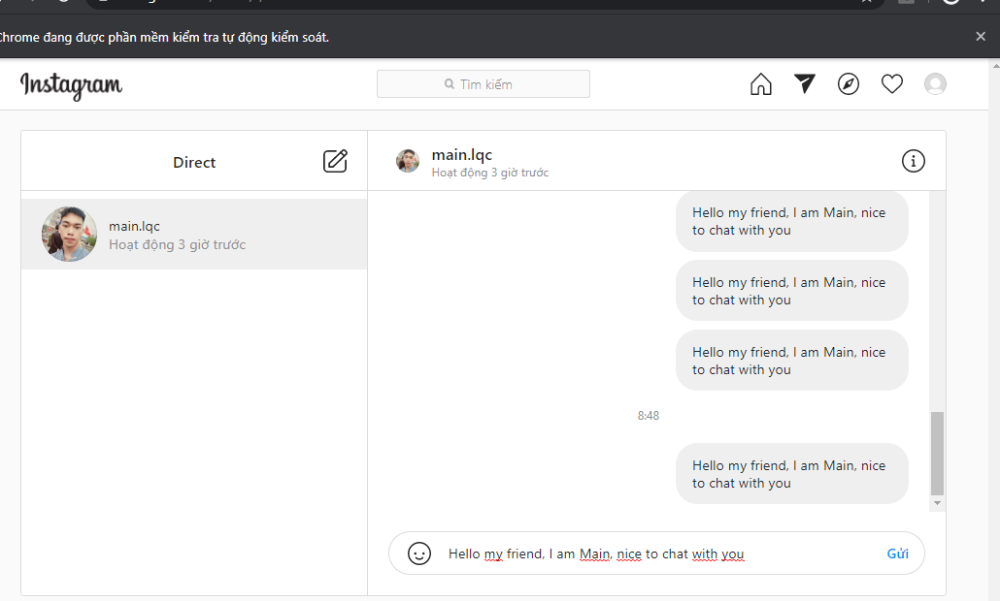 Chrome đang được phần mềm kiểm tra tự động kiểm soát.
Instagram
Tìm kiếm
Direct
main.lqc
Hoạt động 3 giờ trước
main.lqc
Hoạt động 3 giờ trước
Hello my friend, I am Main, nice
to chat with you
Hello my friend, I am Main, nice
to chat with you
Hello my friend, I am Main, nice
to chat with you
8:48
Hello my friend, I am Main, nice
to chat with you
Hello my friend, I am Main, nice to chat with you
Gửi